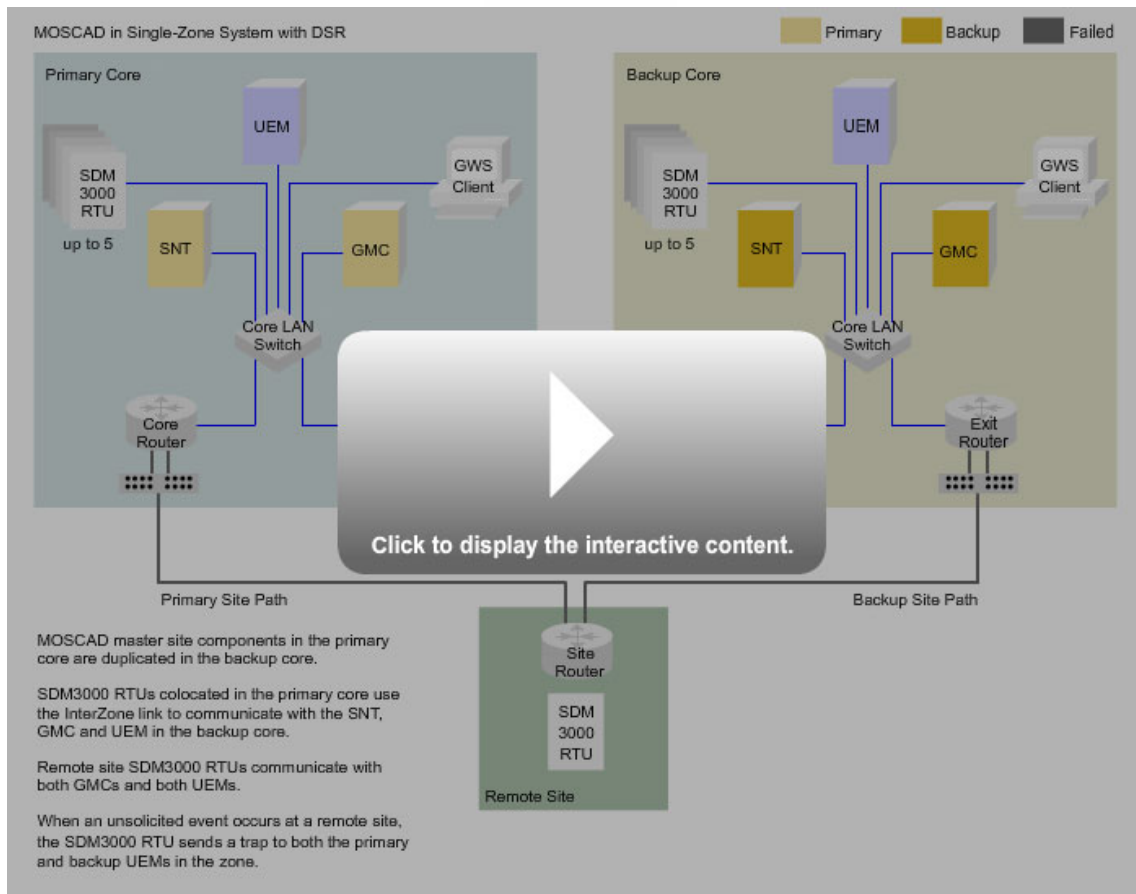 MOSCAD in Single-Zone System with DSR
Primary
Backup
Failed
Primary Core
UEM
SDM
3000
RTU
up to 5
SNT
GMC
GWS
Client
Core LAN
Switch
Core
Router
Backup Core
UEM
SDM
3000
RTU
up to 5
SNT
GMC
GWS
Client
Core LAN
Switch
Exit
Router
Click to display the interactive content.
Primary Site Path
Backup Site Path
Site
Router
SDM
3000
RTU
Remote Site
MOSCAD master site components in the primary
core are duplicated in the backup core.
SDM3000 RTUs colocated in the primary core use
the InterZone link to communicate with the SNT,
GMC and UEM in the backup core.
Remote site SDM3000 RTUs communicate with
both GMCs and both UEMs.
When an unsolicited event occurs at a remote site,
the SDM3000 RTU sends a trap to both the primary
and backup UEMs in the zone.